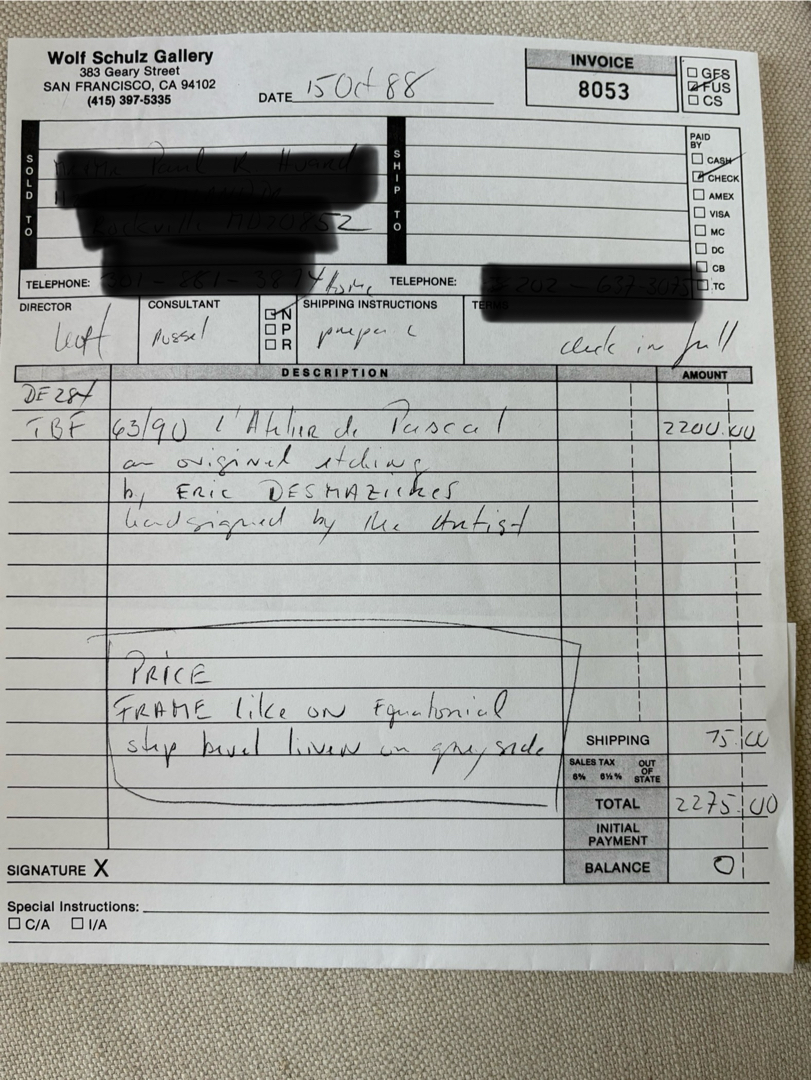 Wolf Schulz Gallery
383 Geary Street
SAN FRANCISCO, CA 94102
(415) 397-5335
DATE 15 Oct 88
INVOICE
8053
GFS
FUS
CS
SOLD TO
SHIP TO
PAID BY
CASH
CHECK
AMEX
VISA
MC
DC
CB
TC
TELEPHONE:
TELEPHONE:
DIRECTOR
CONSULTANT Russel
N
P
R
SHIPPING INSTRUCTIONS
TERMS
check in full
DESCRIPTION
AMOUNT
TBF 63/90 l'Atelier de Pascal 2200.00
an original etching
by ERIC DESMAZIERES
handsigned by the Artist
PRICE
FRAME like on Equatorial
step bevel linen on grey side
SHIPPING 75.00
SALES TAX
6% 6½%
OUT OF STATE
TOTAL 2275.00
INITIAL PAYMENT
BALANCE 0
SIGNATURE X
Special Instructions:
C/A I/A